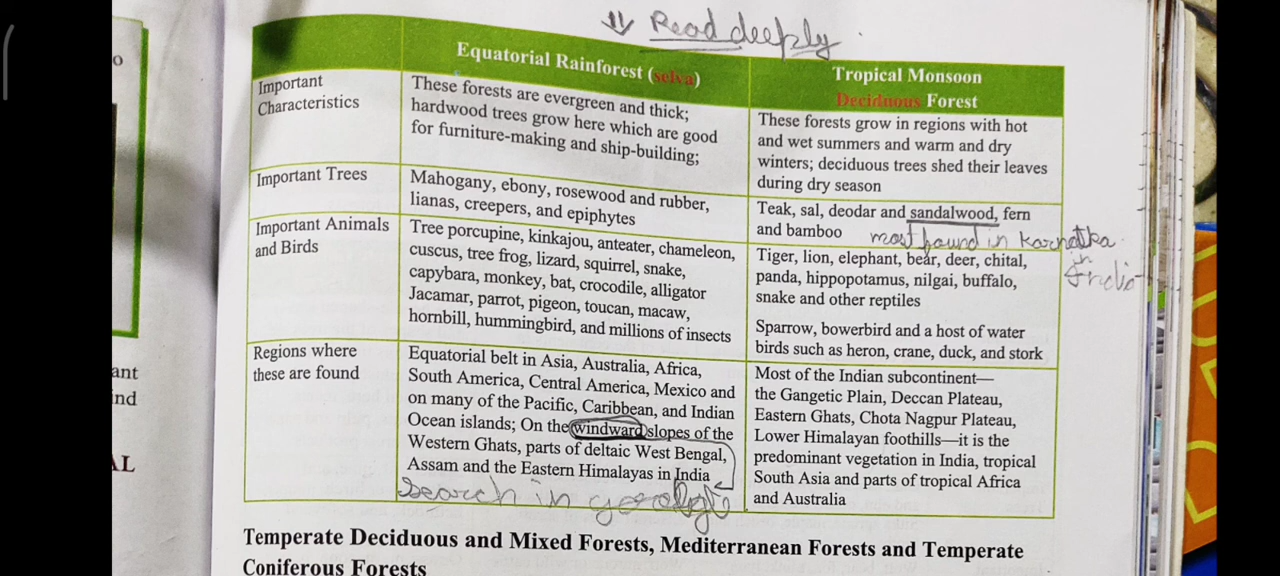 Read deeply
Equatorial Rainforest (selva)
Tropical Monsoon
Deciduous Forest
Important
Characteristics
These forests are evergreen and thick;
hardwood trees grow here which are good
for furniture-making and ship-building;
These forests grow in regions with hot
and wet summers and warm and dry
winters; deciduous trees shed their leaves
during dry season
Important Trees
Mahogany, ebony, rosewood and rubber,
lianas, creepers, and epiphytes
Teak, sal, deodar and sandalwood, fern
and bamboo
most found in Karnatka
in
India
Important Animals
and Birds
Tree porcupine, kinkajou, anteater, chameleon,
cuscus, tree frog, lizard, squirrel, snake,
capybara, monkey, bat, crocodile, alligator
Jacamar, parrot, pigeon, toucan, macaw,
hornbill, hummingbird, and millions of insects
Tiger, lion, elephant, bear, deer, chital,
panda, hippopotamus, nilgai, buffalo,
snake and other reptiles
Sparrow, bowerbird and a host of water
birds such as heron, crane, duck, and stork
Regions where
these are found
Equatorial belt in Asia, Australia, Africa,
South America, Central America, Mexico and
on many of the Pacific, Caribbean, and Indian
Ocean islands; On the windward slopes of the
Western Ghats, parts of deltaic West Bengal,
Assam and the Eastern Himalayas in India
search in
Most of the Indian subcontinent—
the Gangetic Plain, Deccan Plateau,
Eastern Ghats, Chota Nagpur Plateau,
Lower Himalayan foothills—it is the
predominant vegetation in India, tropical
South Asia and parts of tropical Africa
and Australia
Temperate Deciduous and Mixed Forests, Mediterranean Forests and Temperate
Coniferous Forests